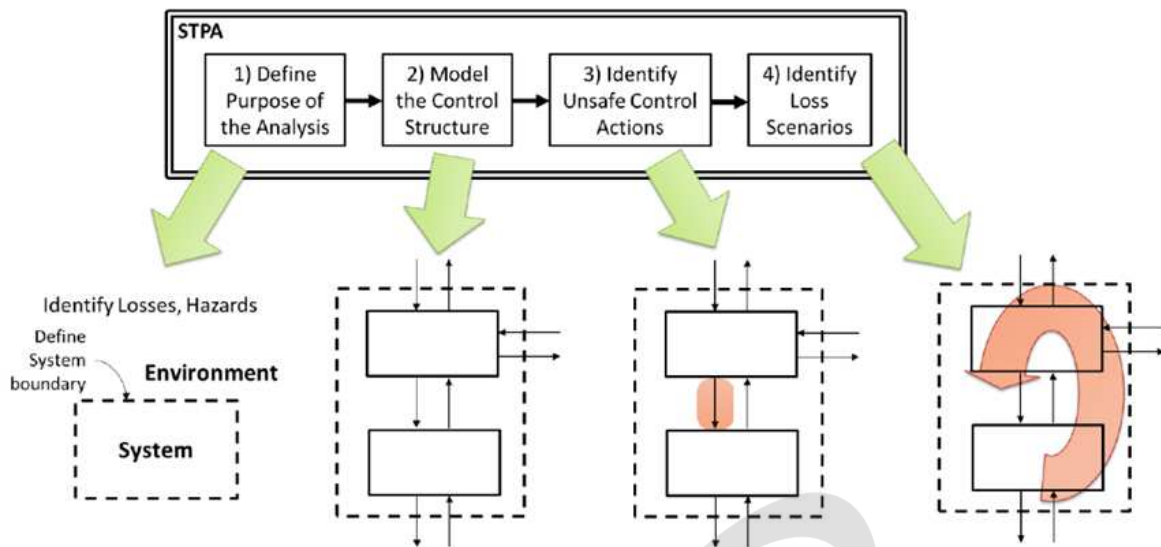 STPA
1) Define
Purpose of
the Analysis
2) Model
the Control
Structure
3) Identify
Unsafe Control
Actions
4) Identify
Loss
Scenarios
Identify Losses, Hazards
Define
System
boundary
Environment
System